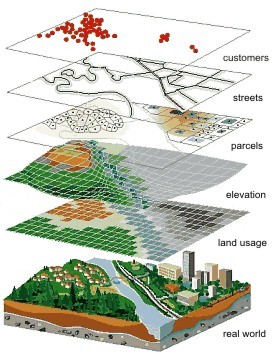 customers
streets
parcels
elevation
land usage
real world